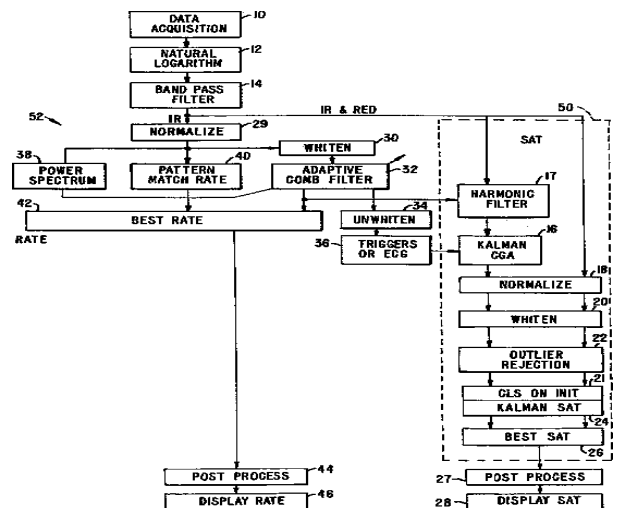 DATA ACQUISITION
10
NATURAL LOGARITHM
12
BAND PASS FILTER
14
IR & RED
50
52
IR
NORMALIZE
29
SAT
WHITEN
30
38
POWER SPECTRUM
PATTERN MATCH RATE
40
ADAPTIVE COMB FILTER
32
HARMONIC FILTER
17
42
BEST RATE
RATE
UNWHITEN
34
36
TRIGGERS OR ECG
KALMAN CGA
16
NORMALIZE
18
WHITEN
20
OUTLIER REJECTION
22
CLS ON INIT
21
KALMAN SAT
24
BEST SAT
26
POST PROCESS
44
27
POST PROCESS
DISPLAY RATE
46
28
DISPLAY SAT